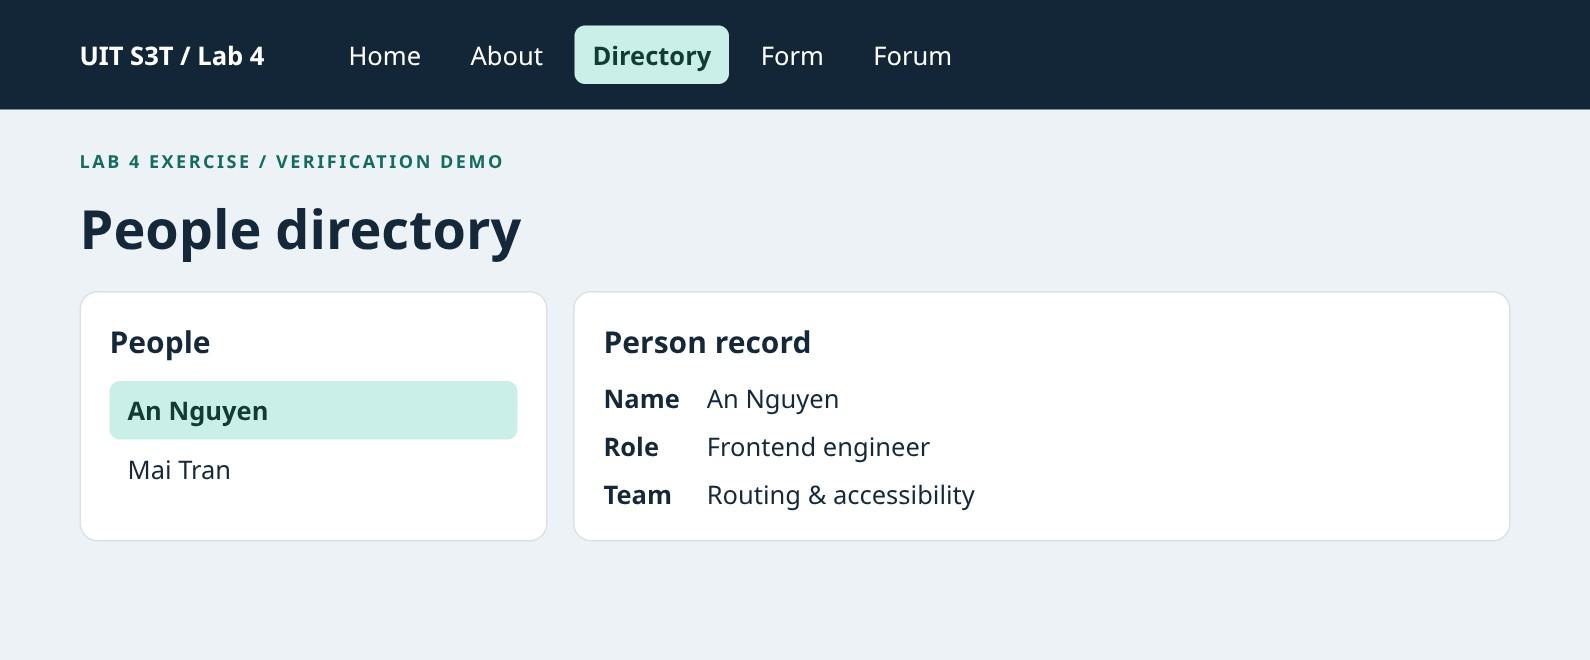 UIT S3T / Lab 4 Home About Directory Form Forum
LAB 4 EXERCISE / VERIFICATION DEMO
People directory
People
An Nguyen
Mai Tran
Person record
Name An Nguyen
Role Frontend engineer
Team Routing & accessibility